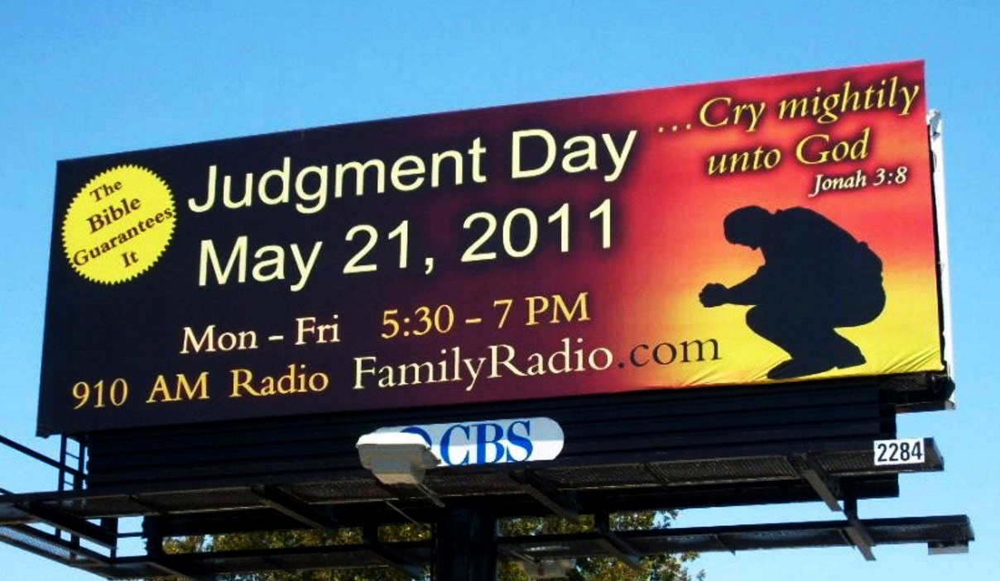 The
Bible
Guarantees
It
Judgment Day
May 21, 2011
...Cry mightily
unto God
Jonah 3:8
Mon – Fri 5:30 – 7 PM
910 AM Radio FamilyRadio.com
CBS
2284